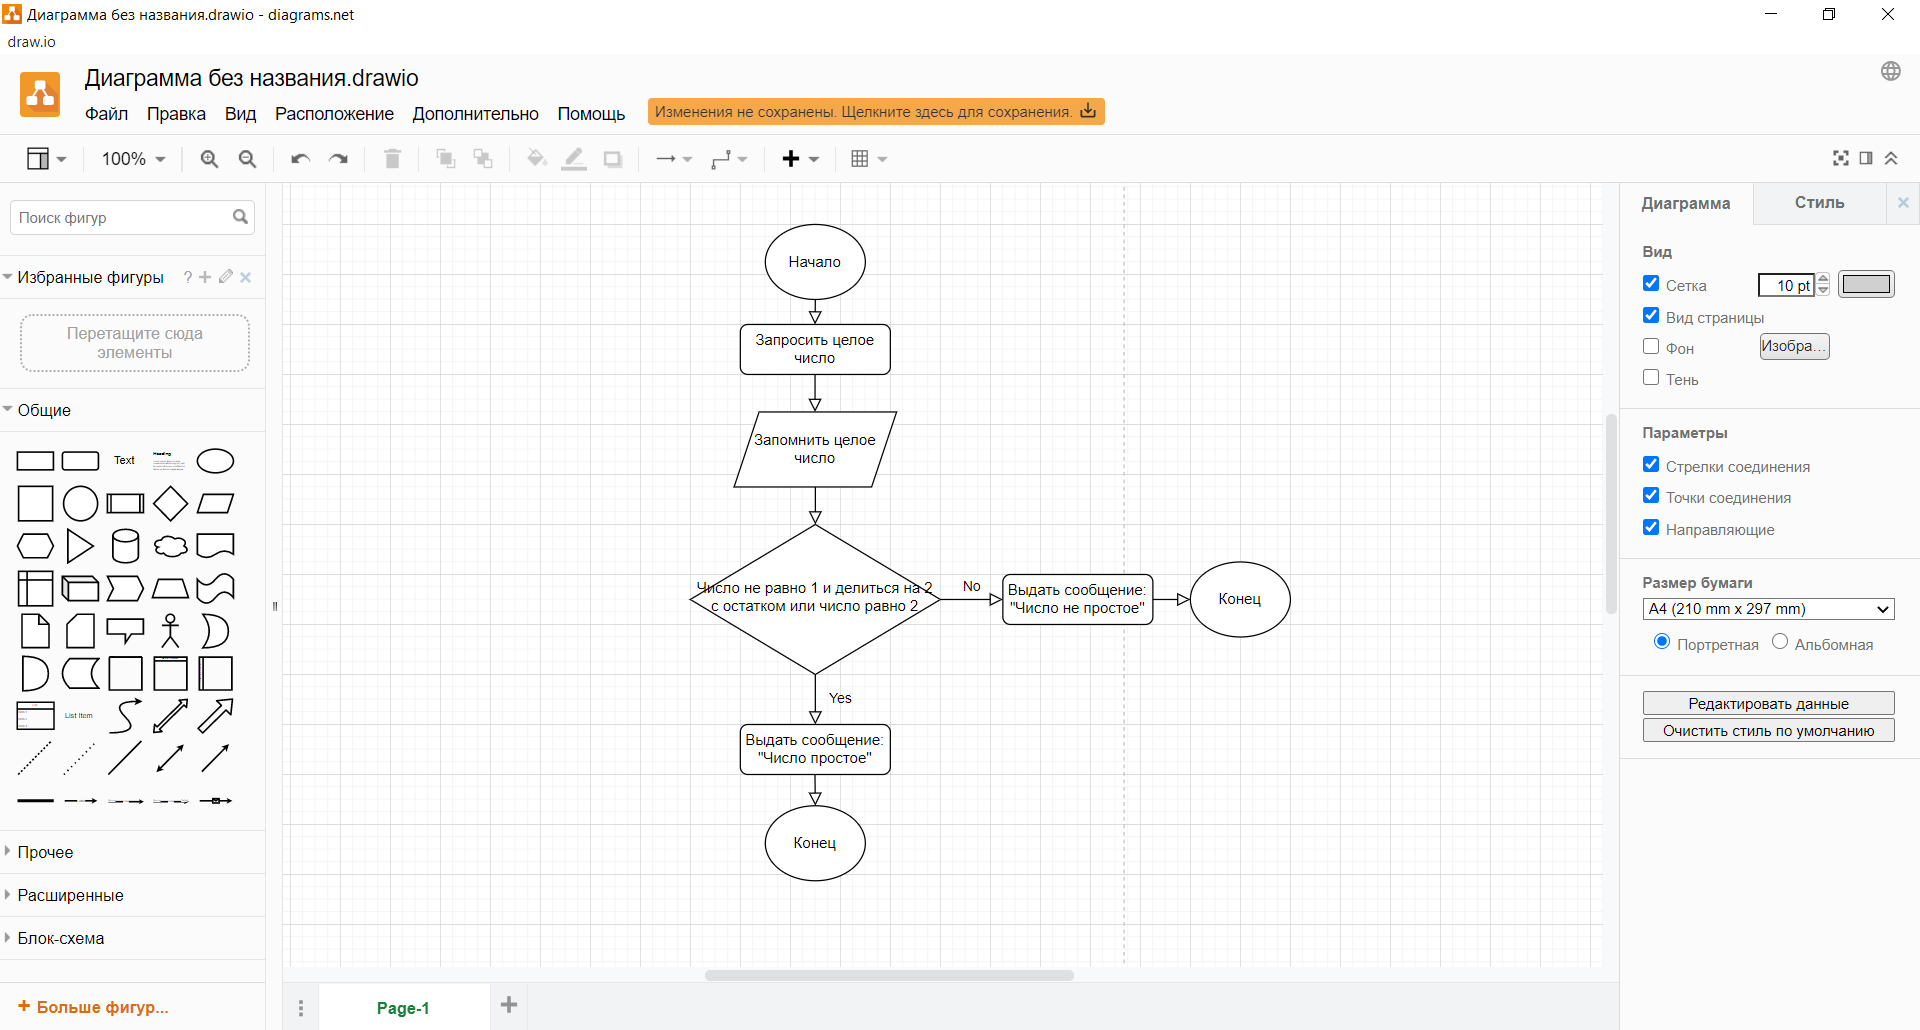 Диаграмма без названия.drawio - diagrams.net
draw.io
Диаграмма без названия.drawio
Файл Правка Вид Расположение Дополнительно Помощь
Изменения не сохранены. Щелкните здесь для сохранения.
100%
Поиск фигур
Избранные фигуры ?
Перетащите сюда
элементы
Общие
Text
Heading
List Item
Прочее
Расширенные
Блок-схема
+ Больше фигур...
Начало
Запросить целое
число
Запомнить целое
число
Число не равно 1 и делиться на 2
с остатком или число равно 2
No
Выдать сообщение:
"Число не простое"
Конец
Yes
Выдать сообщение:
"Число простое"
Конец
Page-1
Диаграмма Стиль
Вид
Сетка 10 pt
Вид страницы
Фон Изобра...
Тень
Параметры
Стрелки соединения
Точки соединения
Направляющие
Размер бумаги
A4 (210 mm x 297 mm)
Портретная Альбомная
Редактировать данные
Очистить стиль по умолчанию